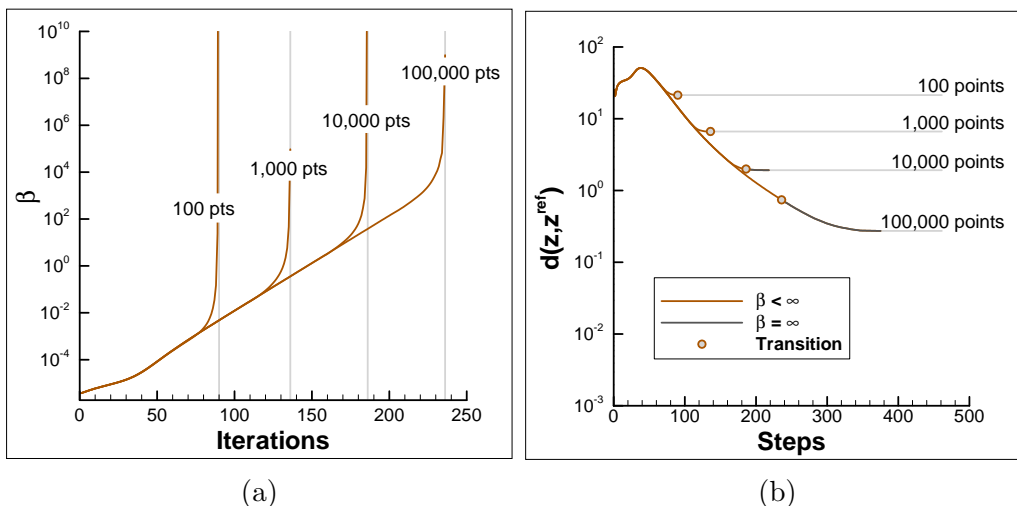 β
10^10
10^8
10^6
10^4
10^2
10^0
10^-2
10^-4
100 pts
1,000 pts
10,000 pts
100,000 pts
0 50 100 150 200 250
Iterations
(a)
d(z,z^ref)
10^2
10^1
10^0
10^-1
10^-2
10^-3
100 points
1,000 points
10,000 points
100,000 points
β < ∞
β = ∞
Transition
0 100 200 300 400 500
Steps
(b)